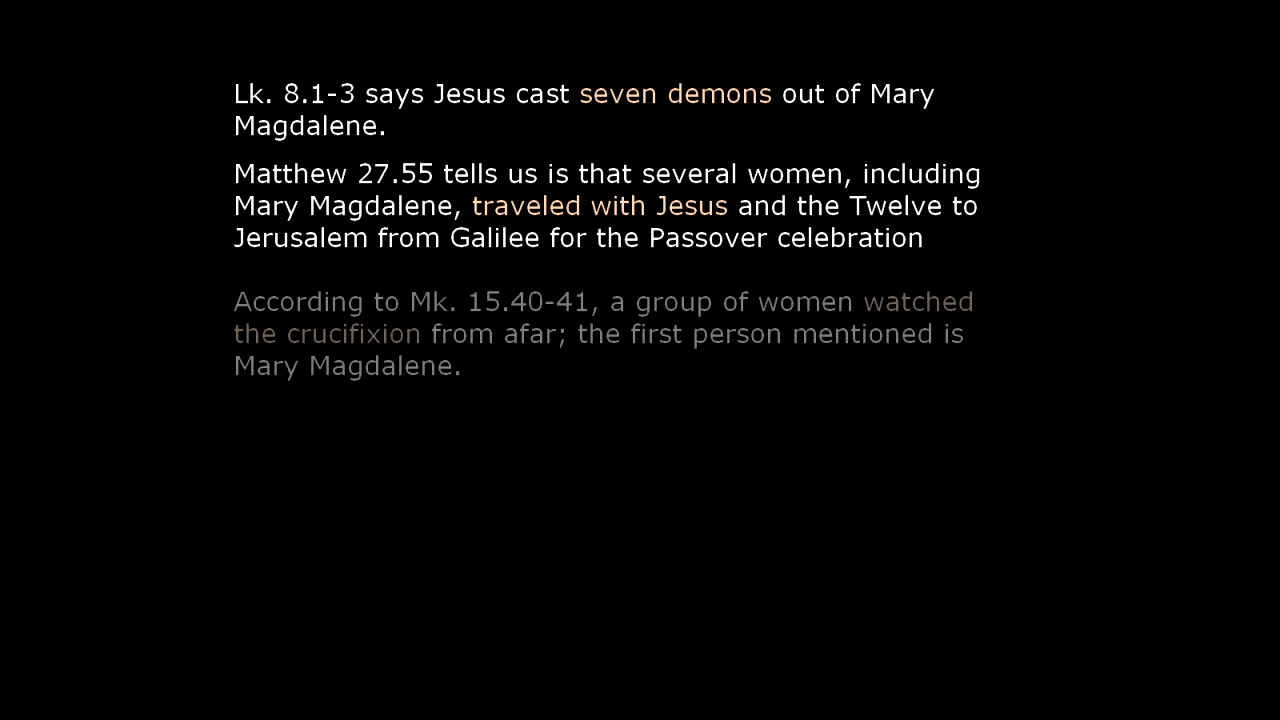 Lk. 8.1-3 says Jesus cast seven demons out of Mary
Magdalene.
Matthew 27.55 tells us is that several women, including
Mary Magdalene, traveled with Jesus and the Twelve to
Jerusalem from Galilee for the Passover celebration
According to Mk. 15.40-41, a group of women watched
the crucifixion from afar; the first person mentioned is
Mary Magdalene.